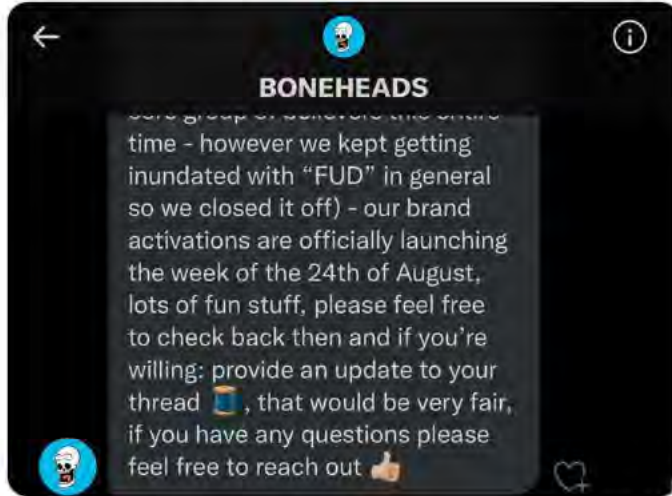 BONEHEADS
time - however we kept getting
inundated with “FUD” in general
so we closed it off) - our brand
activations are officially launching
the week of the 24th of August,
lots of fun stuff, please feel free
to check back then and if you’re
willing: provide an update to your
thread 🧵, that would be very fair,
if you have any questions please
feel free to reach out 👍🏼